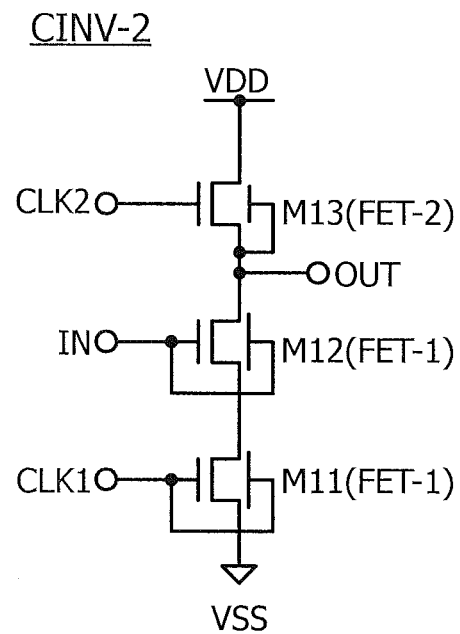 CINV-2
VDD
CLK2
M13(FET-2)
OUT
IN
M12(FET-1)
CLK1
M11(FET-1)
VSS